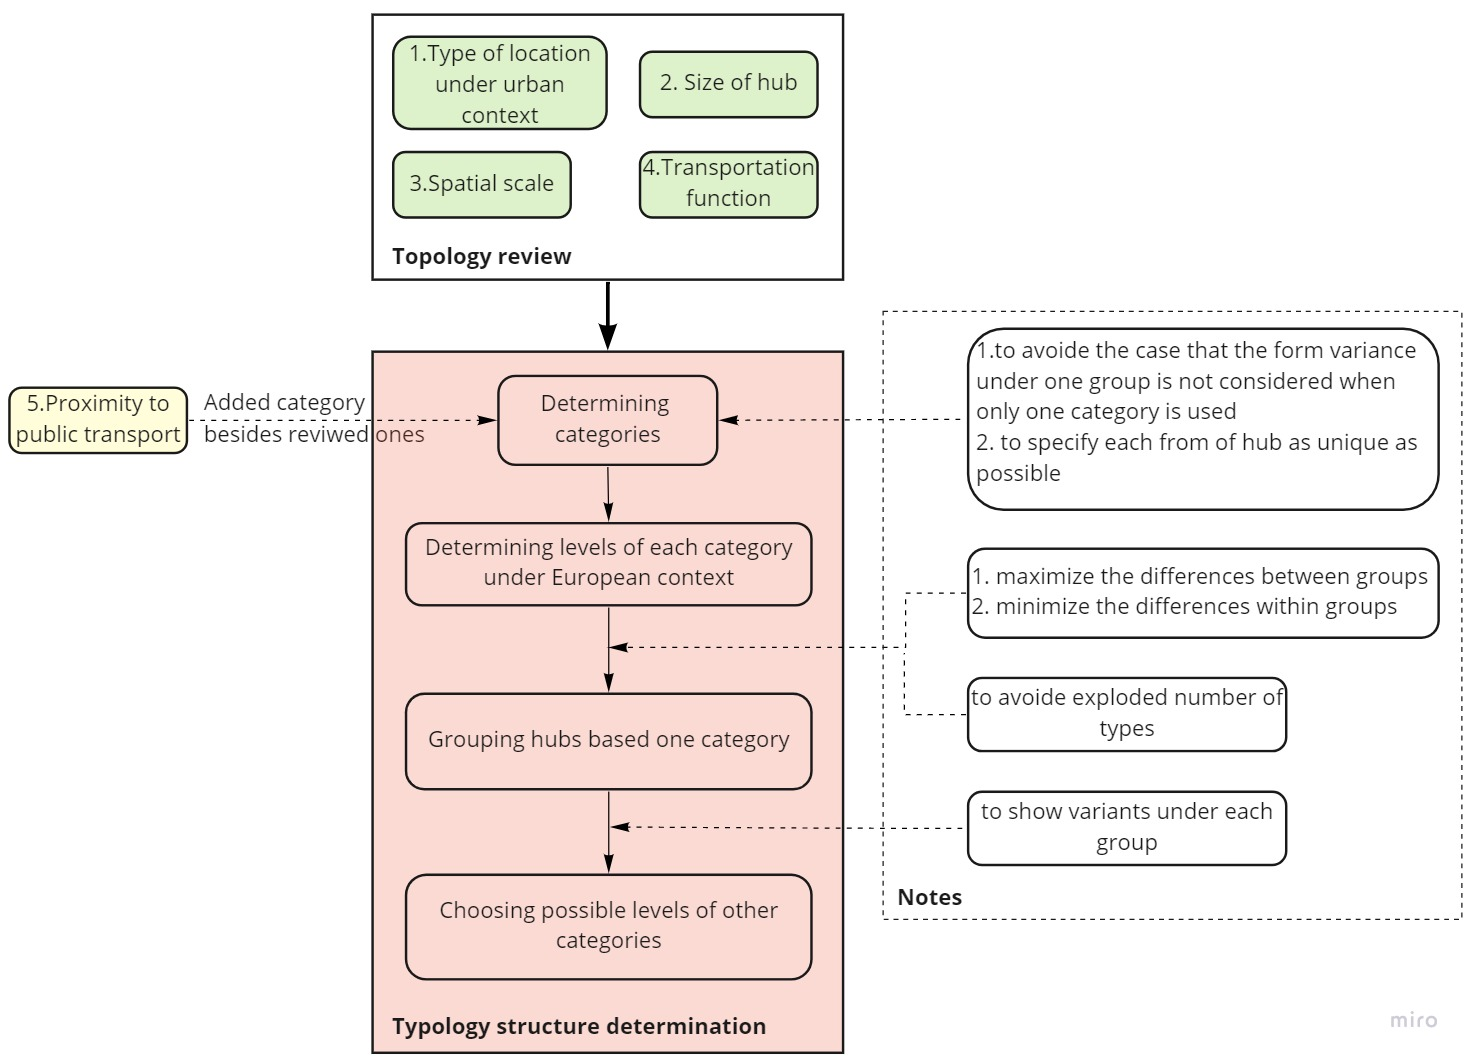 1.Type of location
under urban
context
2. Size of hub
3.Spatial scale
4.Transportation
function
Topology review
5.Proximity to
public transport
Added category
besides reviwed ones
Determining
categories
Determining levels of each category
under European context
Grouping hubs based one category
Choosing possible levels of other
categories
Typology structure determination
1.to avoide the case that the form variance
under one group is not considered when
only one category is used
2. to specify each from of hub as unique as
possible
1. maximize the differences between groups
2. minimize the differences within groups
to avoide exploded number of
types
to show variants under each
group
Notes
miro